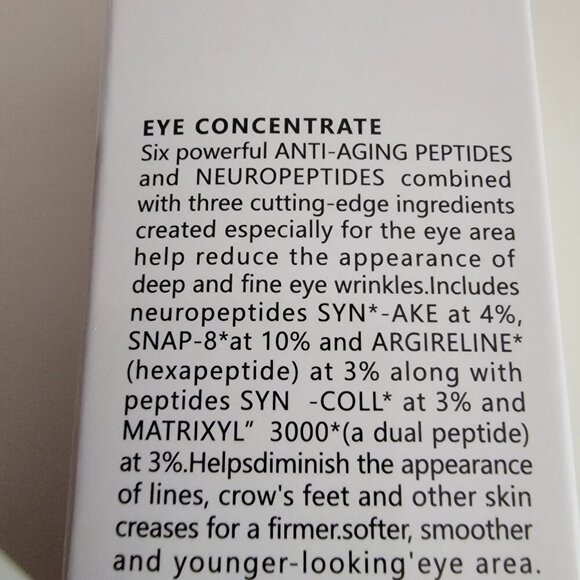 EYE CONCENTRATE
Six powerful ANTI-AGING PEPTIDES
and NEUROPEPTIDES combined
with three cutting-edge ingredients
created especially for the eye area
help reduce the appearance of
deep and fine eye wrinkles.Includes
neuropeptides SYN*-AKE at 4%,
SNAP-8*at 10% and ARGIRELINE*
(hexapeptide) at 3% along with
peptides SYN -COLL* at 3% and
MATRIXYL” 3000*(a dual peptide)
at 3%.Helpsdiminish the appearance
of lines, crow's feet and other skin
creases for a firmer.softer, smoother
and younger-looking'eye area.